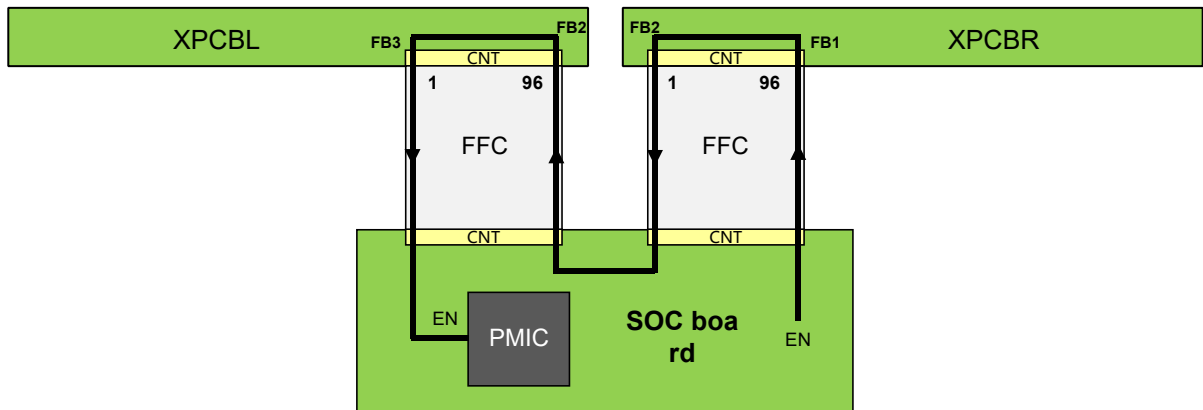 XPCBL
FB3
FB2
FB2
FB1
XPCBR
CNT
CNT
1
96
1
96
FFC
FFC
CNT
CNT
EN
PMIC
SOC boa
rd
EN